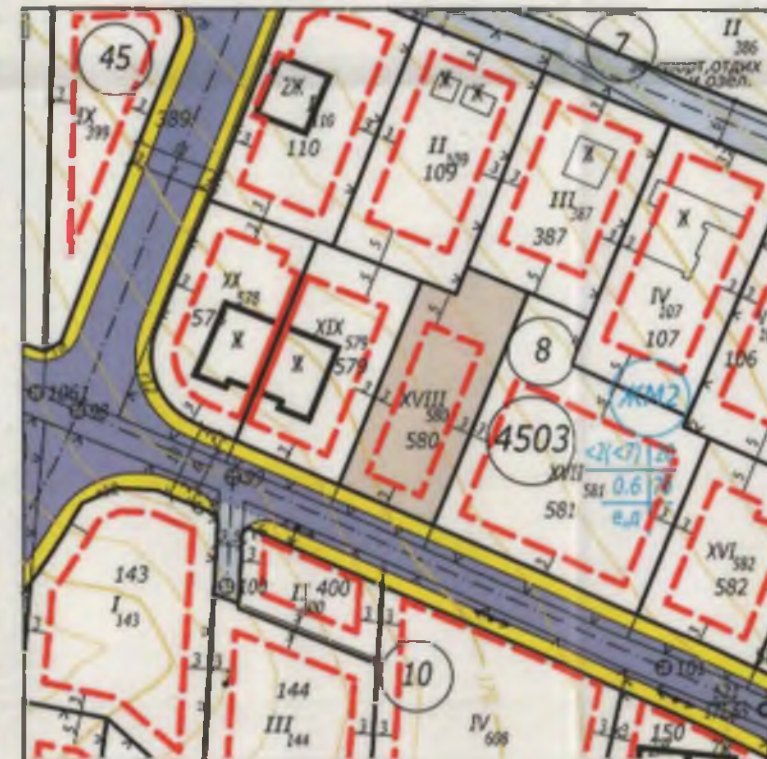 45
7
II
386
спорт, отдих
и озел.
IX
399
389
2Ж
110
110
Ж
Ж
II
109
109
Ж
III
387
387
Ж
IV
107
107
106
XX
578
Ж
XIX
579
579
Ж
XVIII
580
580
8
4503
ЖМ2
<2(<7)
0.6
е,д
XVII
581
581
XVI
582
582
143
I
143
400
I
400
144
III
144
10
IV
608
150
101